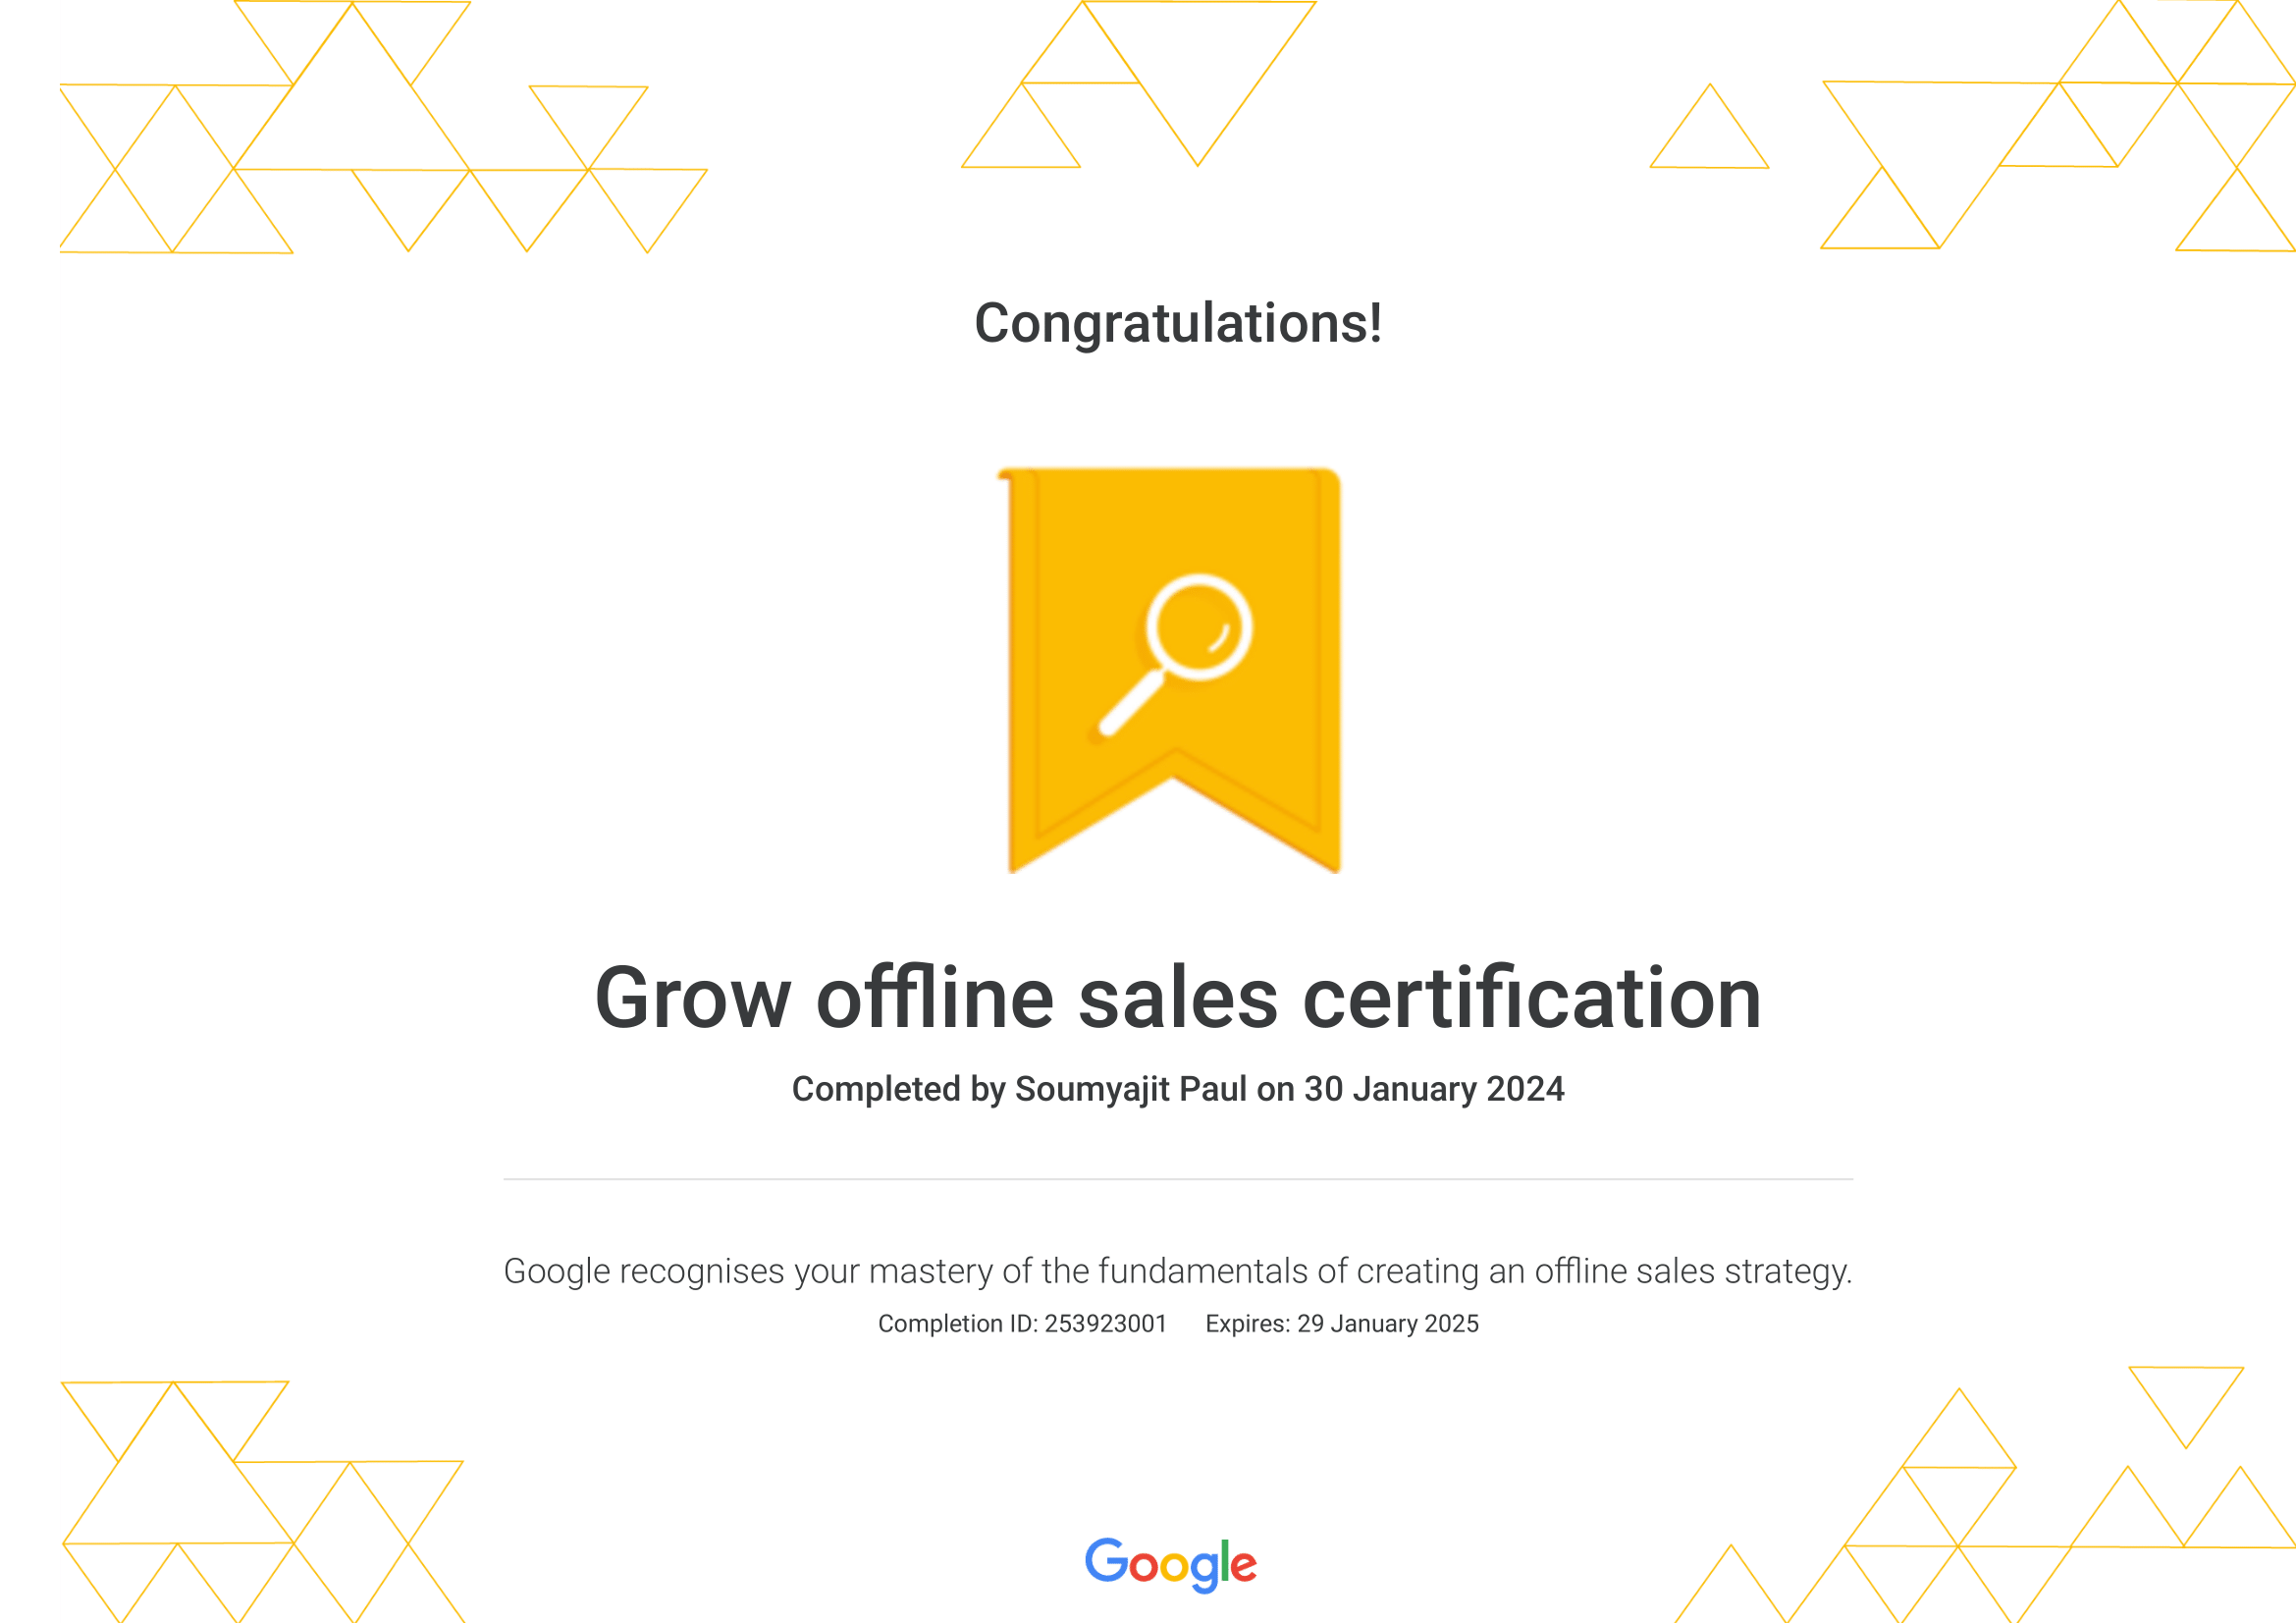 Congratulations!
Grow offline sales certification
Completed by Soumyajit Paul on 30 January 2024
Google recognises your mastery of the fundamentals of creating an offline sales strategy.
Completion ID: 253923001 Expires: 29 January 2025
Google